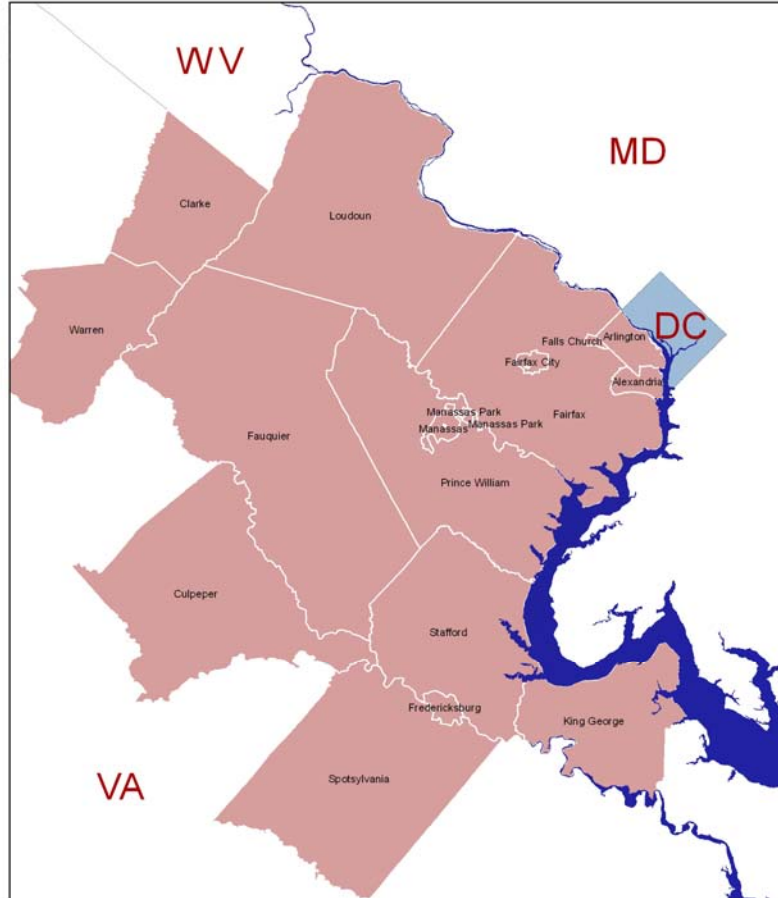 WV
MD
Clarke
Loudoun
Warren
DC
Falls Church
Arlington
Fairfax City
Alexandria
Manassas Park
Fairfax
Manassas
Manassas Park
Fauquier
Prince William
Culpeper
Stafford
Fredericksburg
King George
Spotsylvania
VA